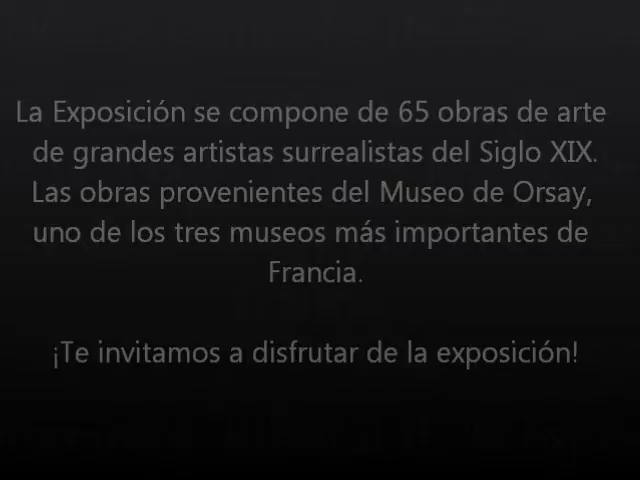 La Exposición se compone de 65 obras de arte
de grandes artistas surrealistas del Siglo XIX.
Las obras provenientes del Museo de Orsay,
uno de los tres museos más importantes de
Francia.
¡Te invitamos a disfrutar de la exposición!